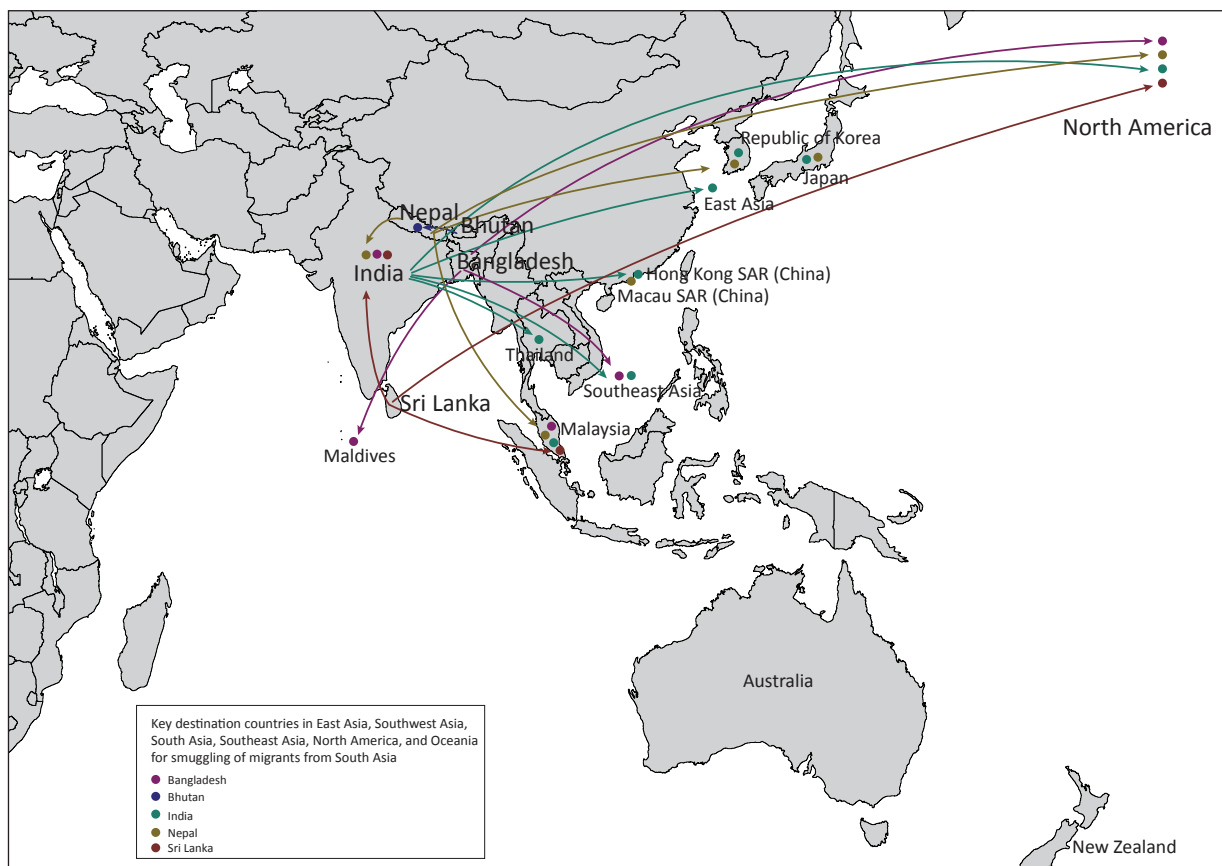 North America
Republic of Korea
Japan
East Asia
Nepal
Bhutan
Bangladesh
India
Hong Kong SAR (China)
Macau SAR (China)
Thailand
Southeast Asia
Sri Lanka
Malaysia
Maldives
Australia
New Zealand
Key destination countries in East Asia, Southwest Asia,
South Asia, Southeast Asia, North America, and Oceania
for smuggling of migrants from South Asia
Bangladesh
Bhutan
India
Nepal
Sri Lanka